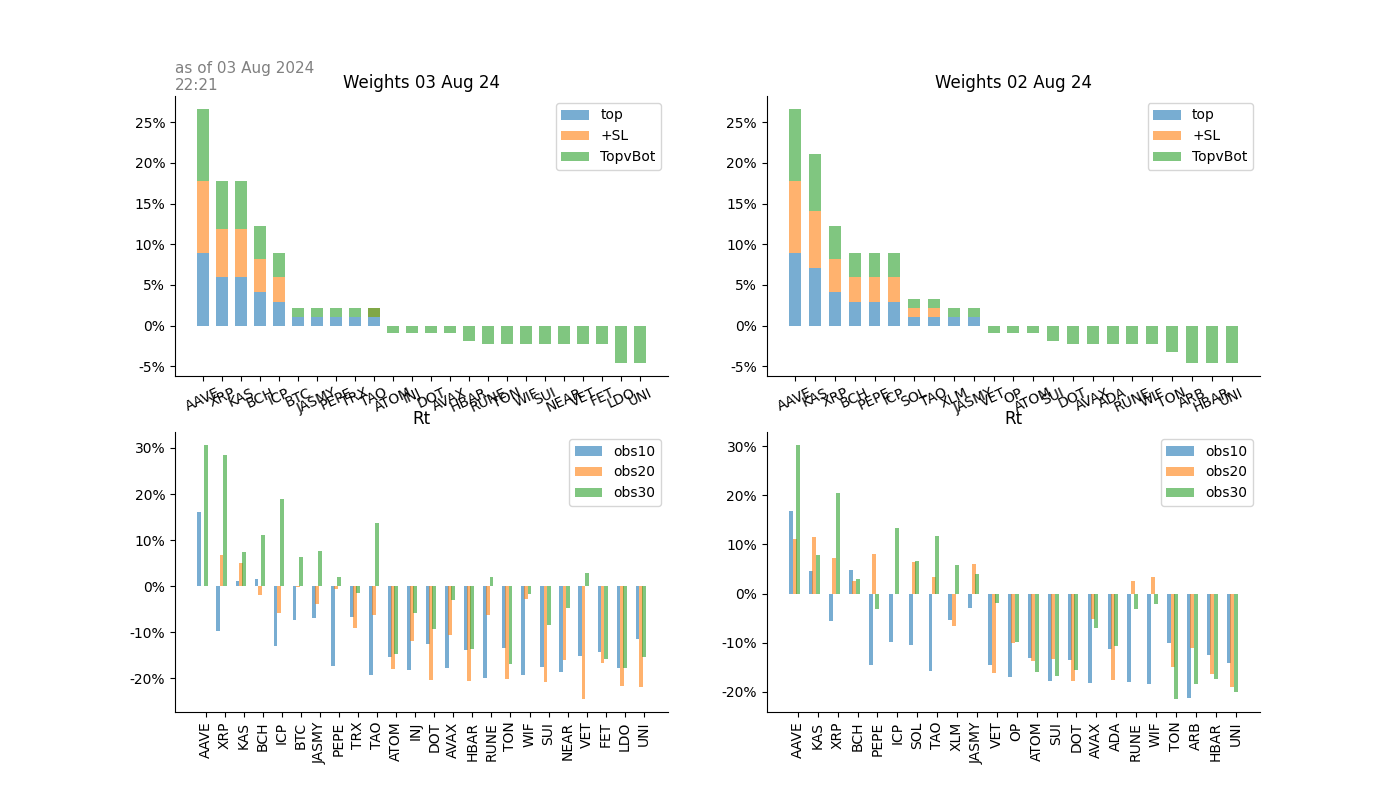 as of 03 Aug 2024
22:21
Weights 03 Aug 24
25%
20%
15%
10%
5%
0%
-5%
top
+SL
TopvBot
AAVE XRP KAS BCH ICP BTC JASMY PEPE TRX TAO ATOM INJ DOT AVAX HBAR RUNE TON WIF SUI NEAR VET FET LDO UNI
Weights 02 Aug 24
25%
20%
15%
10%
5%
0%
-5%
top
+SL
TopvBot
AAVE KAS XRP BCH PEPE ICP SOL TAO XLM JASMY VET OP ATOM SUI DOT AVAX ADA RUNE WIF TON ARB HBAR UNI
Rt
30%
20%
10%
0%
-10%
-20%
obs10
obs20
obs30
AAVE XRP KAS BCH ICP BTC JASMY PEPE TRX TAO ATOM INJ DOT AVAX HBAR RUNE TON WIF SUI NEAR VET FET LDO UNI
Rt
30%
20%
10%
0%
-10%
-20%
obs10
obs20
obs30
AAVE KAS XRP BCH PEPE ICP SOL TAO XLM JASMY VET OP ATOM SUI DOT AVAX ADA RUNE WIF TON ARB HBAR UNI